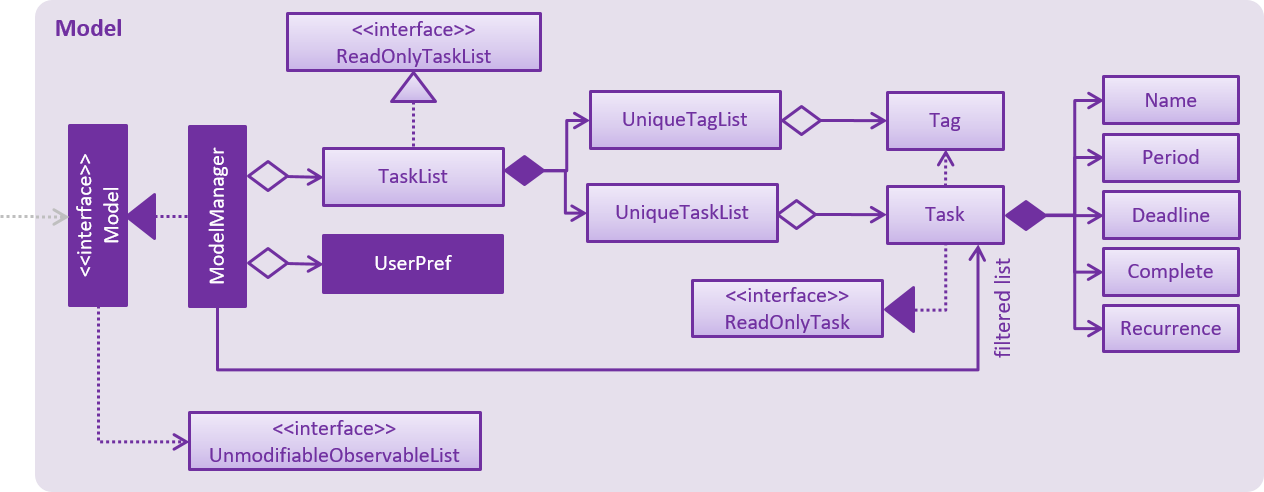 Model
<<interface>>
ReadOnlyTaskList
<<interface>>
Model
ModelManager
TaskList
UserPref
UniqueTagList
UniqueTaskList
Tag
Task
<<interface>>
ReadOnlyTask
filtered list
Name
Period
Deadline
Complete
Recurrence
<<interface>>
UnmodifiableObservableList